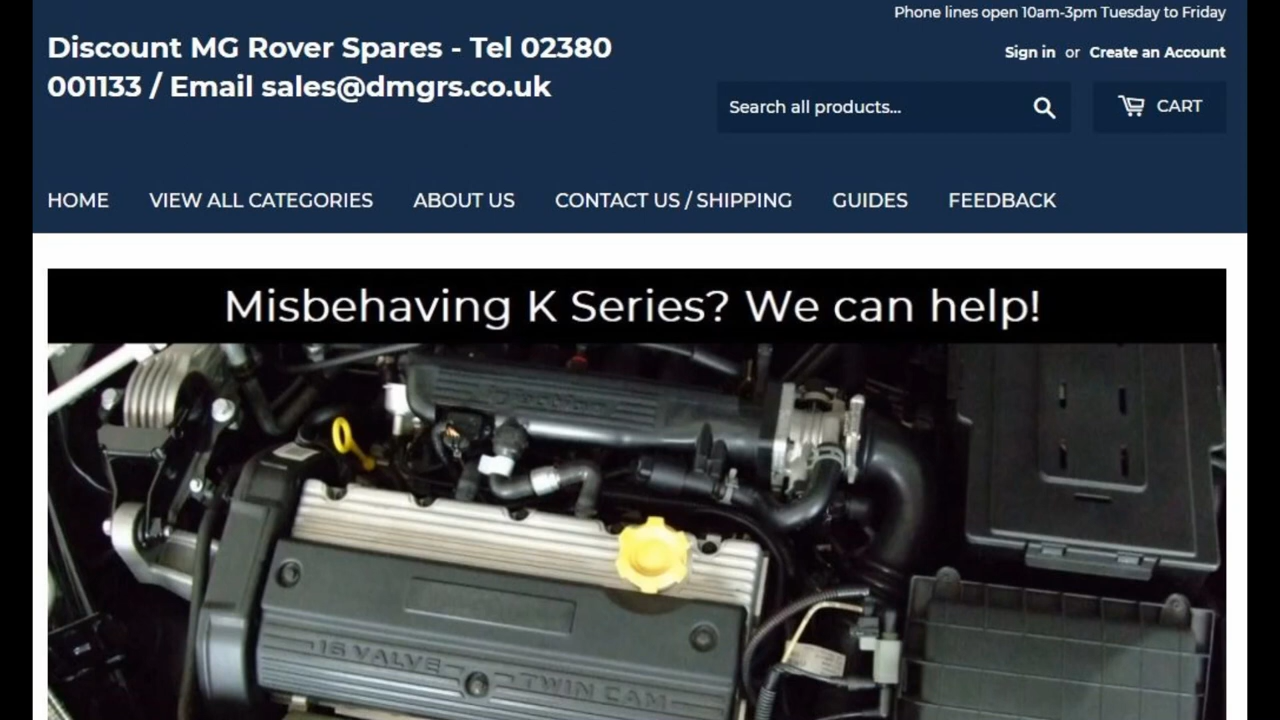 Phone lines open 10am-3pm Tuesday to Friday
Discount MG Rover Spares - Tel 02380
001133 / Email sales@dmgrs.co.uk
Sign in or Create an Account
Search all products...
CART
HOME VIEW ALL CATEGORIES ABOUT US CONTACT US / SHIPPING GUIDES FEEDBACK
Misbehaving K Series? We can help!
16 VALVE TWIN CAM